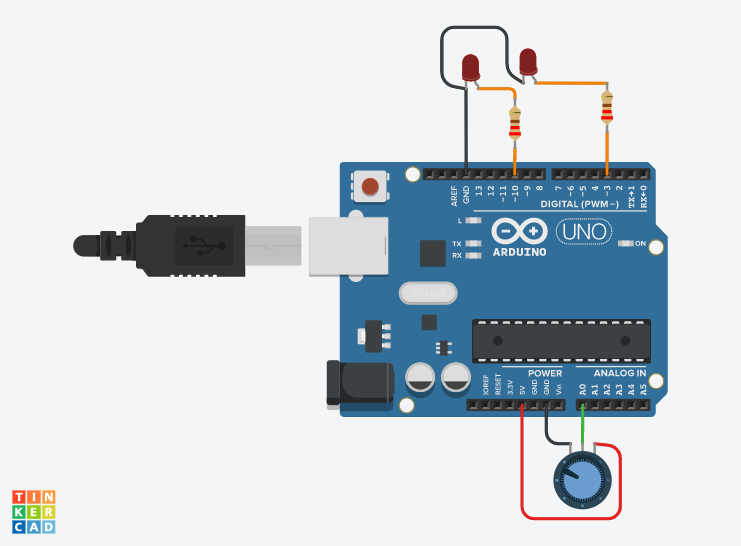 AREF
GND
13
12
~11
~10
~9
8
7
~6
~5
4
~3
2
TX→1
RX←0
DIGITAL (PWM~)
L
TX
RX
UNO
ARDUINO
ON
POWER
ANALOG IN
IOREF
RESET
3.3V
5V
GND
GND
Vin
A0
A1
A2
A3
A4
A5
TIN
KER
CAD